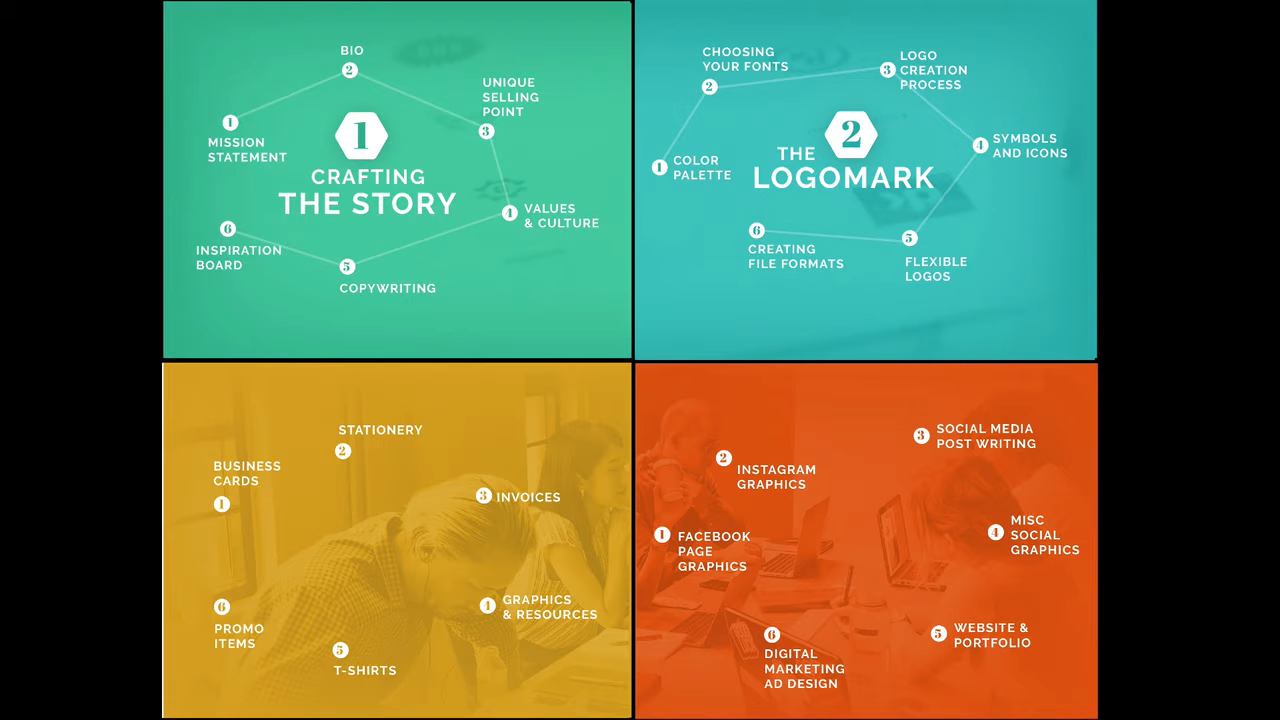 BIO
2
1
MISSION
STATEMENT
UNIQUE
SELLING
POINT
3
1
CRAFTING
THE STORY
4
VALUES
& CULTURE
6
INSPIRATION
BOARD
5
COPYWRITING
CHOOSING
YOUR FONTS
2
3
LOGO
CREATION
PROCESS
2
THE
LOGOMARK
1
COLOR
PALETTE
4
SYMBOLS
AND ICONS
6
CREATING
FILE FORMATS
5
FLEXIBLE
LOGOS
STATIONERY
2
BUSINESS
CARDS
1
3
INVOICES
4
GRAPHICS
& RESOURCES
6
PROMO
ITEMS
5
T-SHIRTS
3
SOCIAL MEDIA
POST WRITING
2
INSTAGRAM
GRAPHICS
1
FACEBOOK
PAGE
GRAPHICS
4
MISC
SOCIAL
GRAPHICS
6
DIGITAL
MARKETING
AD DESIGN
5
WEBSITE &
PORTFOLIO